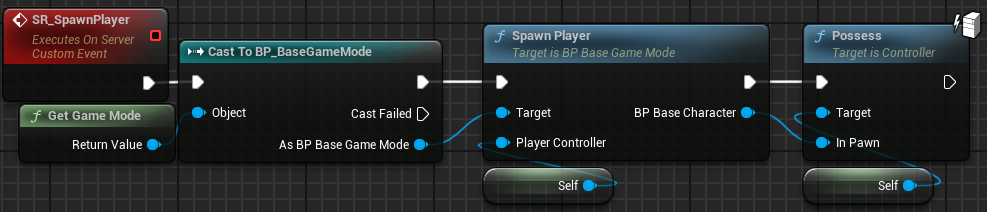 SR_SpawnPlayer
Executes On Server
Custom Event
Get Game Mode
Return Value
Cast To BP_BaseGameMode
Object
Cast Failed
As BP Base Game Mode
Spawn Player
Target is BP Base Game Mode
Target
BP Base Character
Player Controller
Self
Possess
Target is Controller
Target
In Pawn
Self